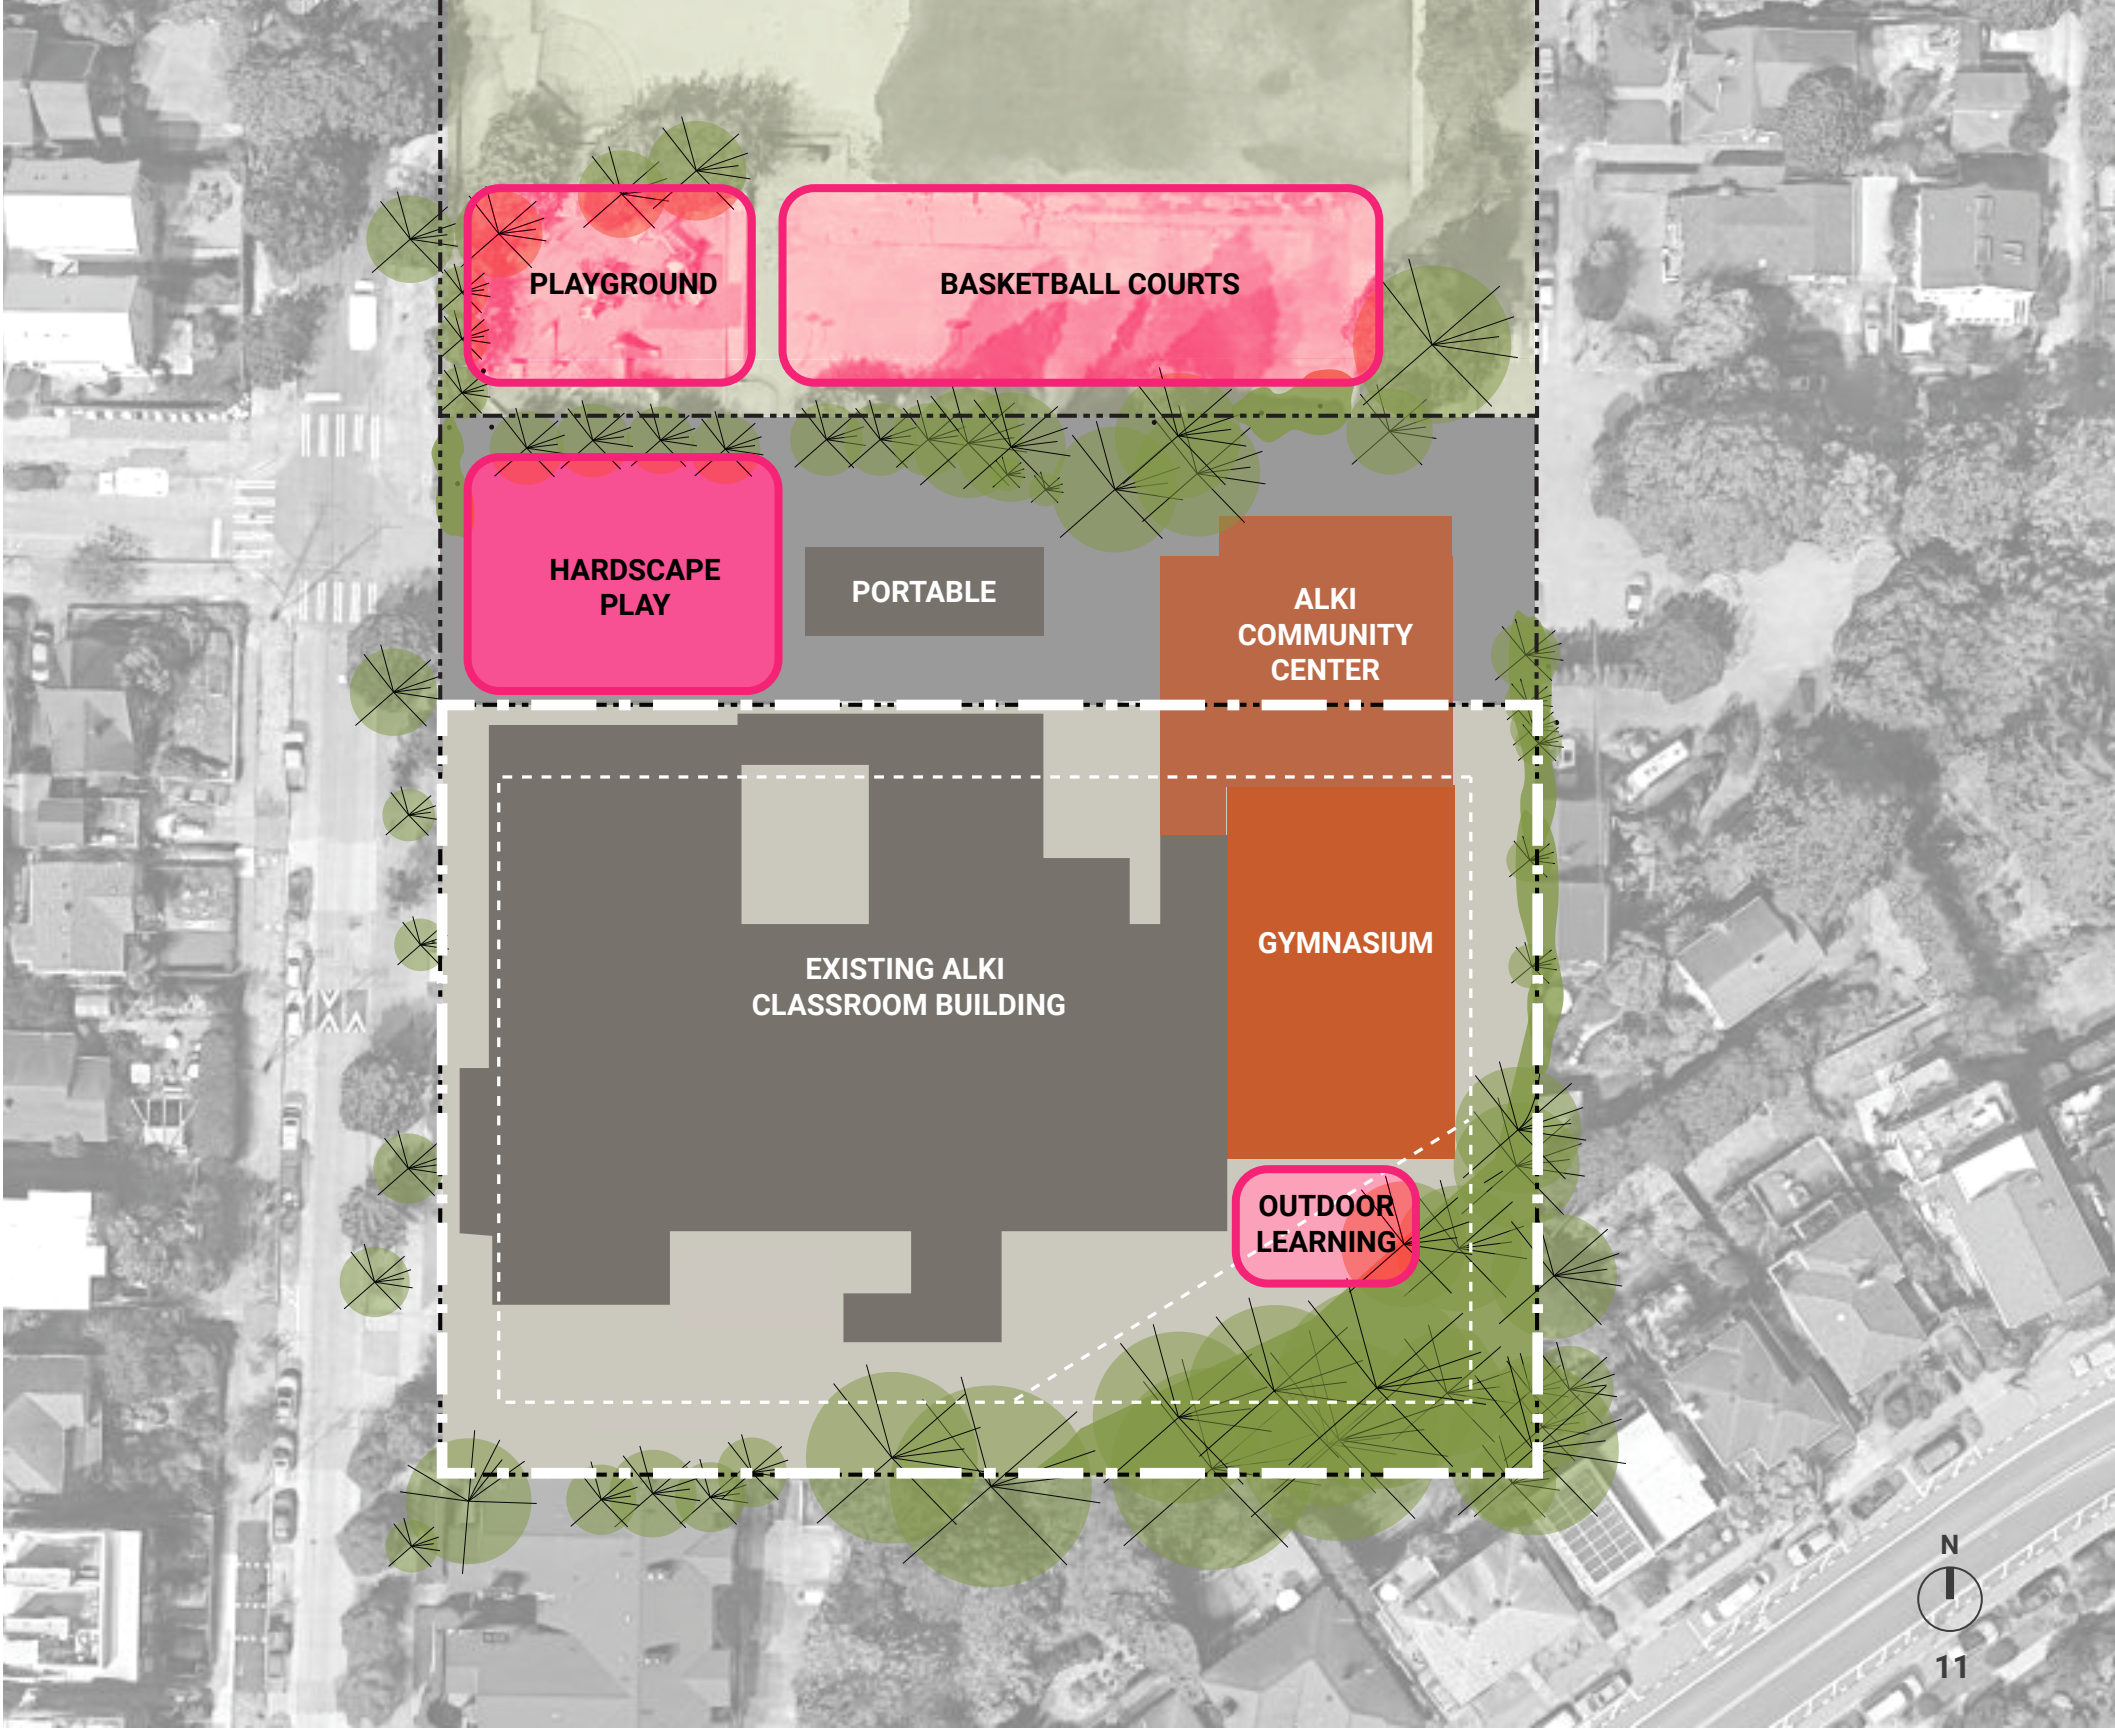 PLAYGROUND
BASKETBALL COURTS
HARDSCAPE
PLAY
PORTABLE
ALKI
COMMUNITY
CENTER
GYMNASIUM
EXISTING ALKI
CLASSROOM BUILDING
OUTDOOR
LEARNING
N
11